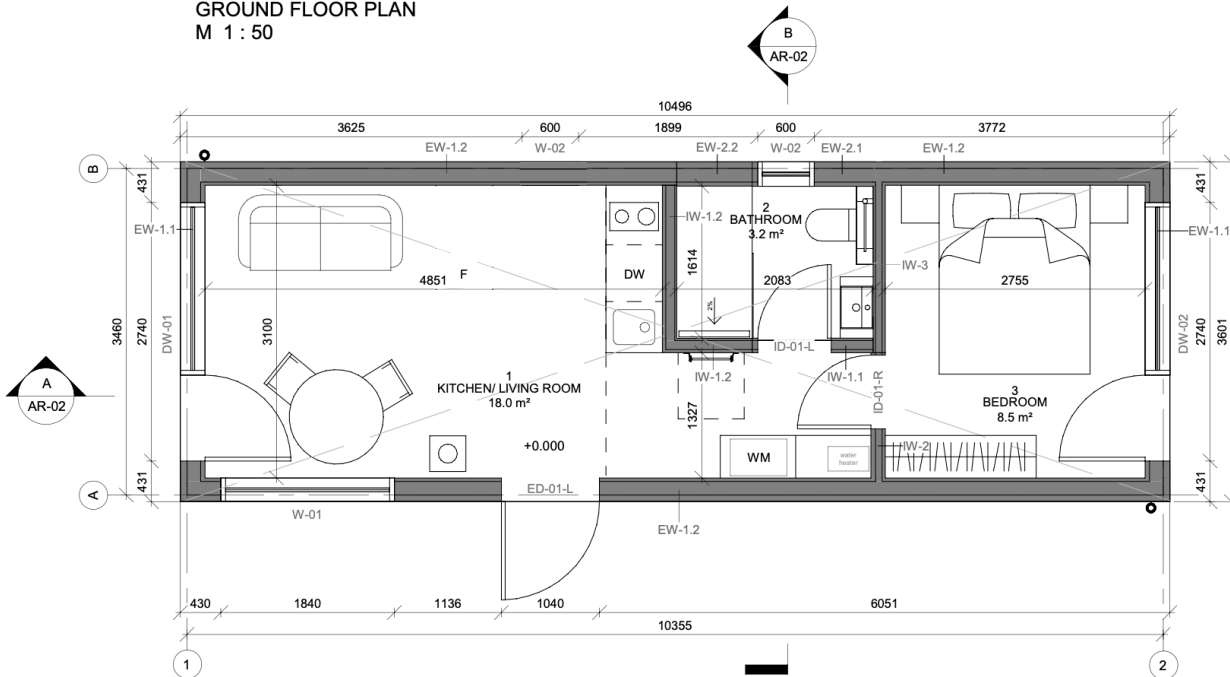 GROUND FLOOR PLAN
M 1 : 50
B
AR-02
10496
3625
600
1899
600
3772
EW-1.2
W-02
EW-2.2
W-02
EW-2.1
EW-1.2
B
431
431
EW-1.1
IW-1.2
2
BATHROOM
3.2 m²
EW-1.1
1614
IW-3
4851
F
DW
2083
2755
2%
3460
2740
DW-01
3100
DW-02
2740
3601
ID-01-L
A
AR-02
1
KITCHEN/ LIVING ROOM
18.0 m²
IW-1.2
IW-1.1
ID-01-R
3
BEDROOM
8.5 m²
1327
+0.000
WM
water
heater
IW-2
431
431
A
ED-01-L
W-01
EW-1.2
430
1840
1136
1040
6051
10355
1
2